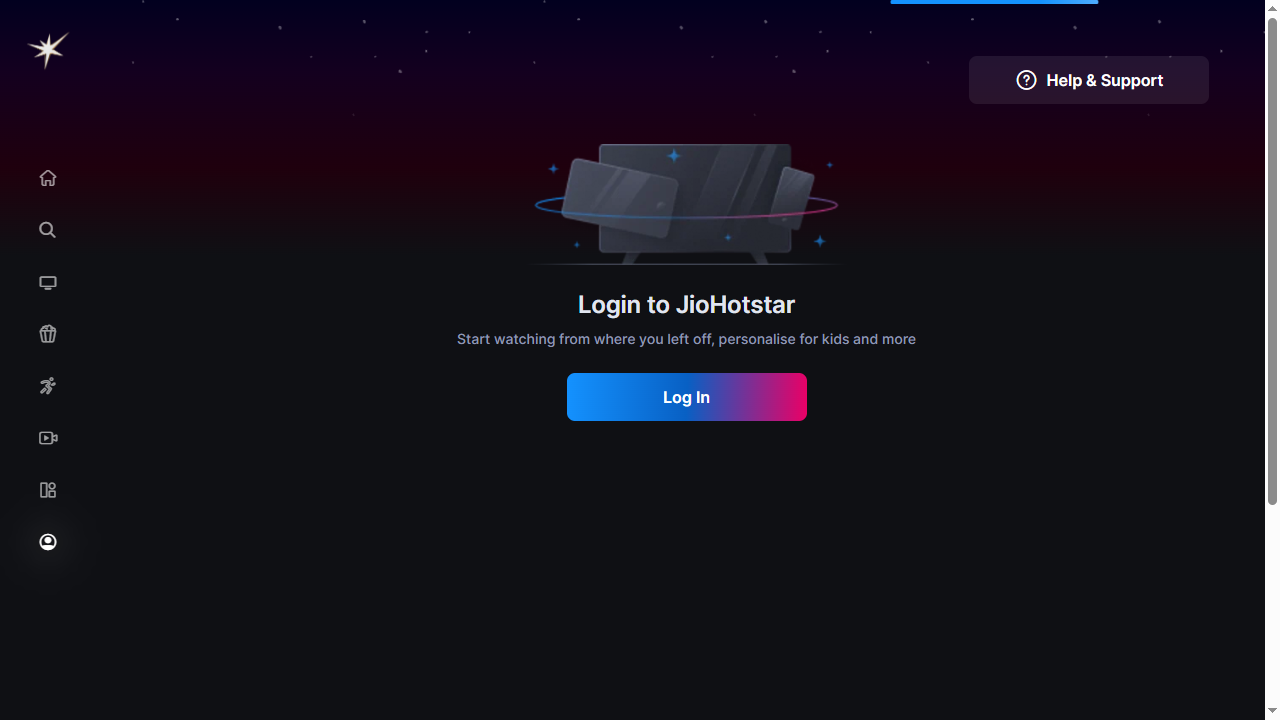 Help & Support
Login to JioHotstar
Start watching from where you left off, personalise for kids and more
Log In